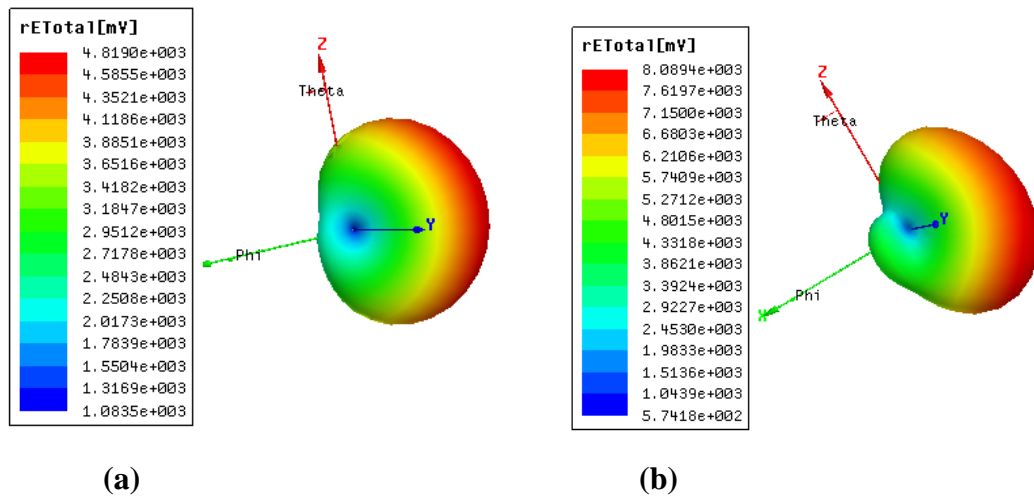 rETotal[mV]
4.8190e+003
4.5855e+003
4.3521e+003
4.1186e+003
3.8851e+003
3.6516e+003
3.4182e+003
3.1847e+003
2.9512e+003
2.7178e+003
2.4843e+003
2.2508e+003
2.0173e+003
1.7839e+003
1.5504e+003
1.3169e+003
1.0835e+003
Z
Theta
Y
Phi
(a)
rETotal[mV]
8.0894e+003
7.6197e+003
7.1500e+003
6.6803e+003
6.2106e+003
5.7409e+003
5.2712e+003
4.8015e+003
4.3318e+003
3.8621e+003
3.3924e+003
2.9227e+003
2.4530e+003
1.9833e+003
1.5136e+003
1.0439e+003
5.7418e+002
Z
Theta
Y
Phi
X
(b)